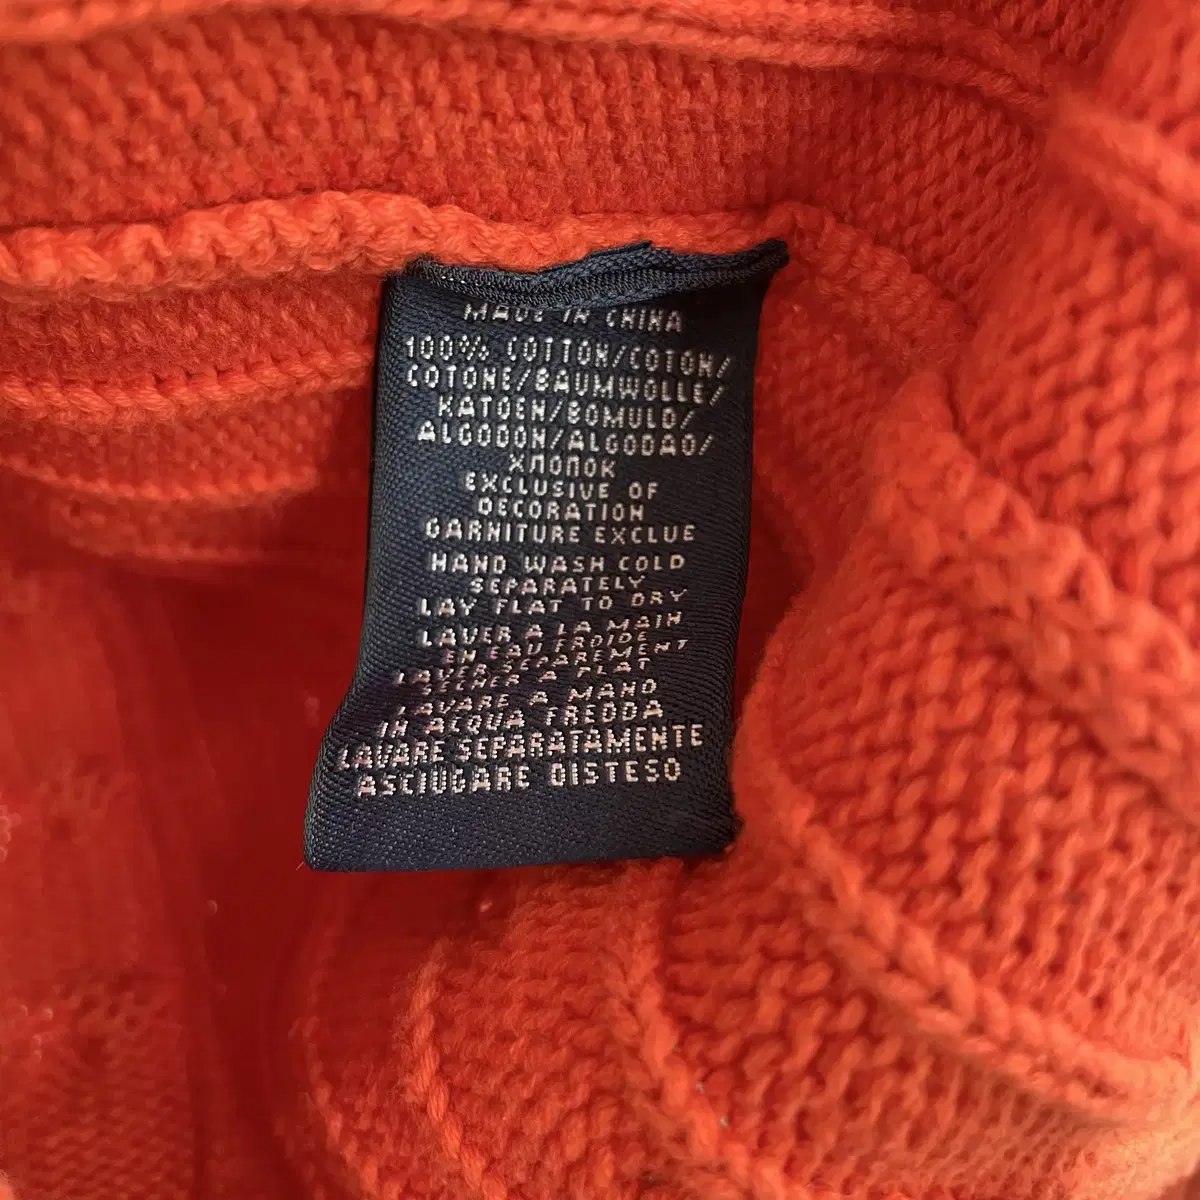 MADE IN CHINA
100% COTTON/COTON/
COTONE/BAUMWOLLE/
KATOEN/BOMULD/
ALGODON/ALGODAO/
ХЛОПОК
EXCLUSIVE OF
DECORATION
GARNITURE EXCLUE
HAND WASH COLD
SEPARATELY
LAY FLAT TO DRY
LAVER A LA MAIN
EN EAU FROIDE
LAVER SEPAREMENT
SECHER A PLAT
LAVARE A MANO
IN ACQUA FREDDA
LAVARE SEPARATAMENTE
ASCIUGARE DISTESO